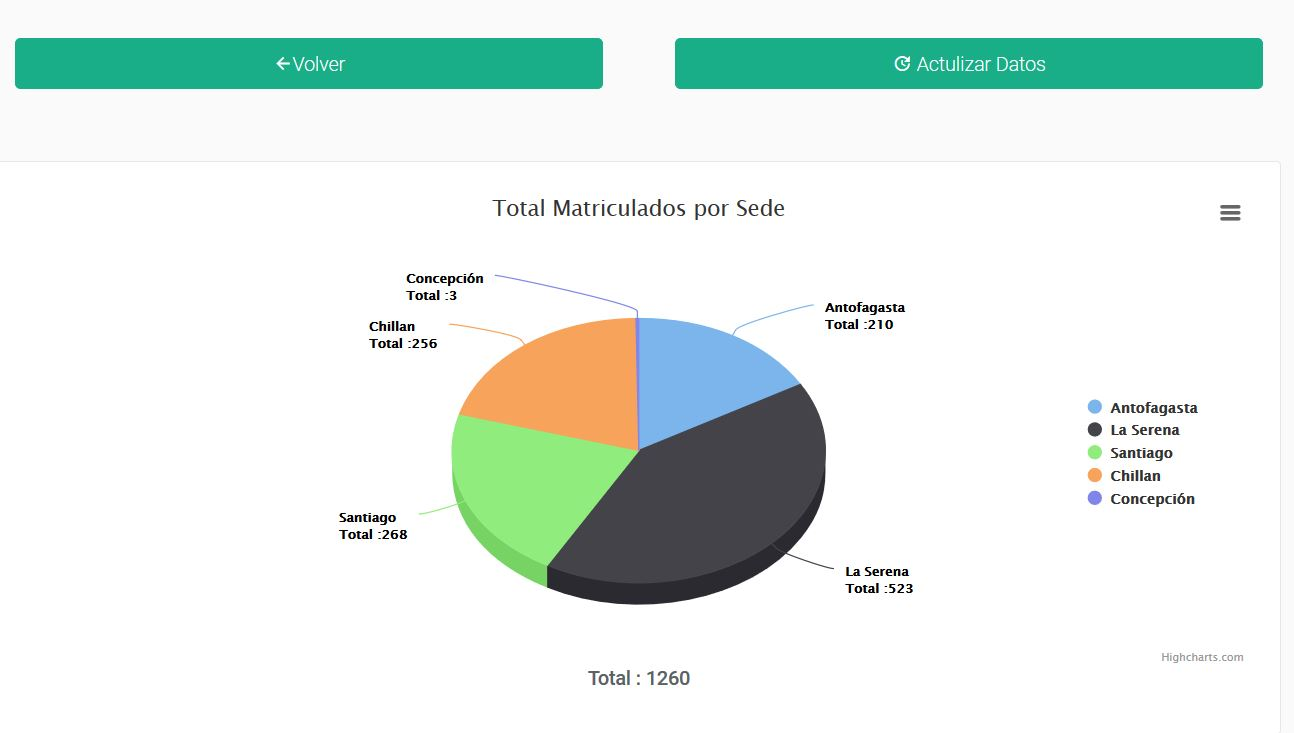 Volver
Actulizar Datos
Total Matriculados por Sede
Concepción
Total :3
Antofagasta
Total :210
Chillan
Total :256
Santiago
Total :268
La Serena
Total :523
Antofagasta
La Serena
Santiago
Chillan
Concepción
Highcharts.com
Total : 1260